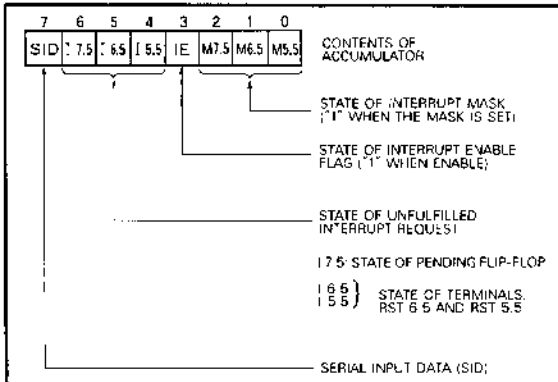 7 6 5 4 3 2 1 0
SID I 7.5 I 6.5 I 5.5 IE M7.5 M6.5 M5.5
CONTENTS OF
ACCUMULATOR
STATE OF INTERRUPT MASK
("1" WHEN THE MASK IS SET)
STATE OF INTERRUPT ENABLE
FLAG ("1" WHEN ENABLE)
STATE OF UNFULFILLED
INTERRUPT REQUEST
I 7 5: STATE OF PENDING FLIP-FLOP
I 6 5
I 5 5
STATE OF TERMINALS,
RST 6 5 AND RST 5.5
SERIAL INPUT DATA (SID)